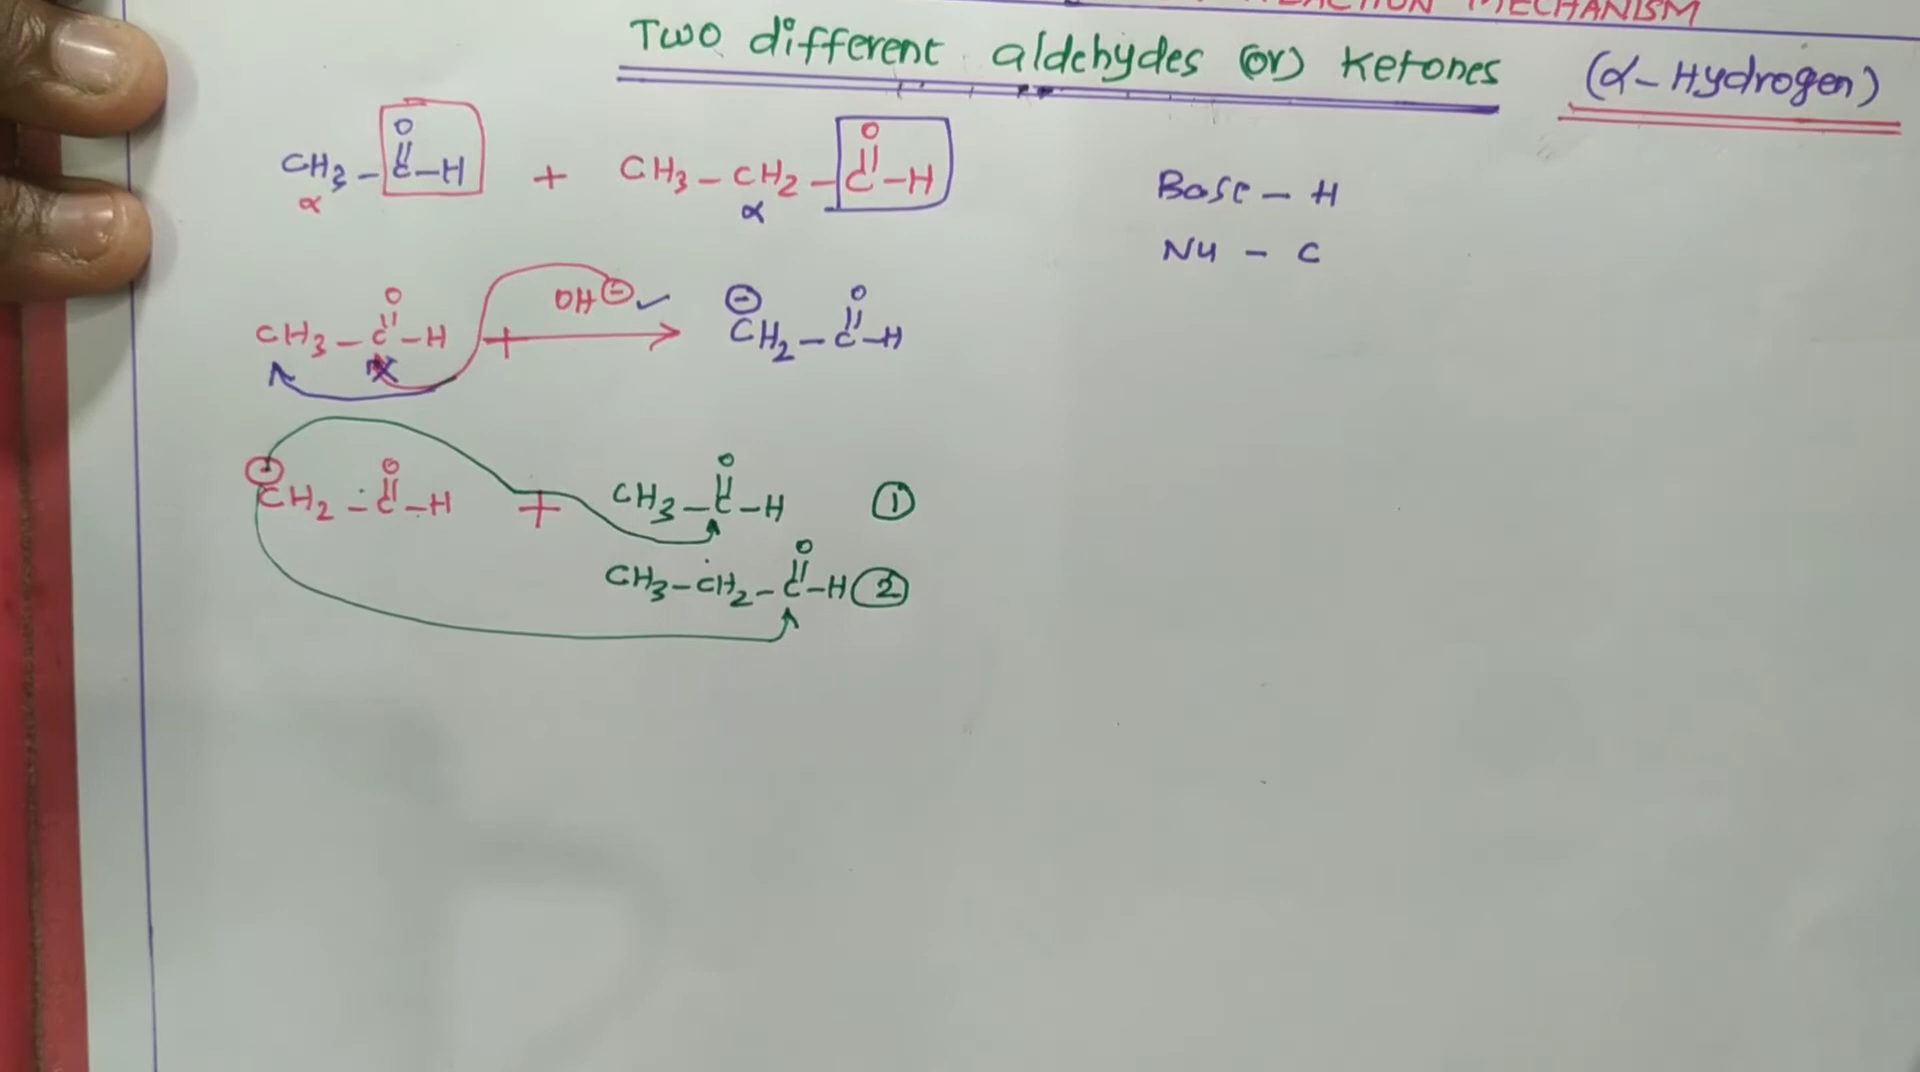 MECHANISM
Two different aldehydes (or) Ketones (α-Hydrogen)
O O
CH3-C-H + CH3-CH2-C-H
α α
Base - H
Nu - C
O OH⊖ ⊖ O
CH3-C-H + CH2-C-H
⊖ O O
CH2-C-H + CH3-C-H ①
O
CH3-CH2-C-H ②